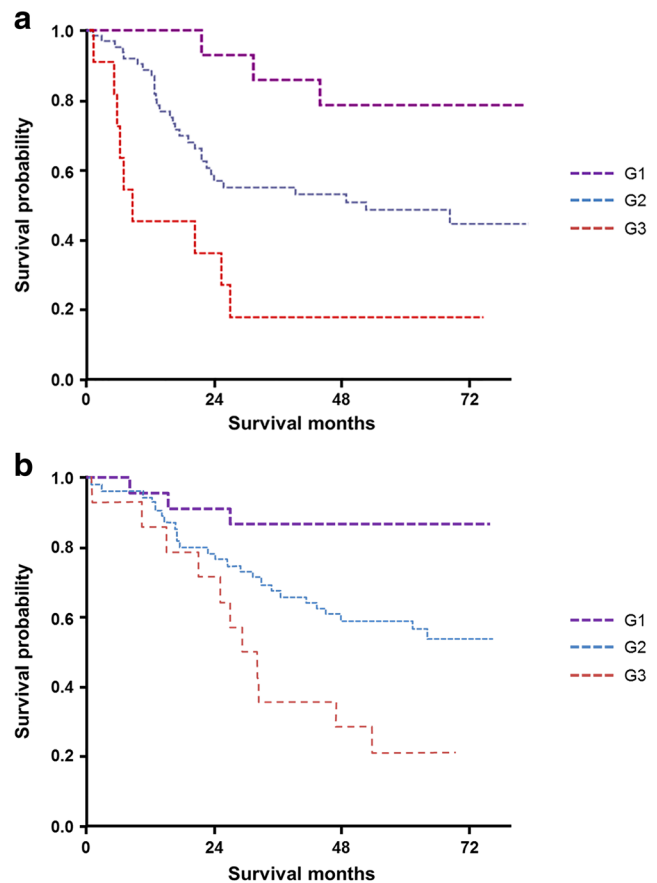 a
1.0
0.8
0.6
0.4
0.2
0.0
Survival probability
0 24 48 72
Survival months
G1
G2
G3
b
1.0
0.8
0.6
0.4
0.2
0.0
Survival probability
0 24 48 72
Survival months
G1
G2
G3